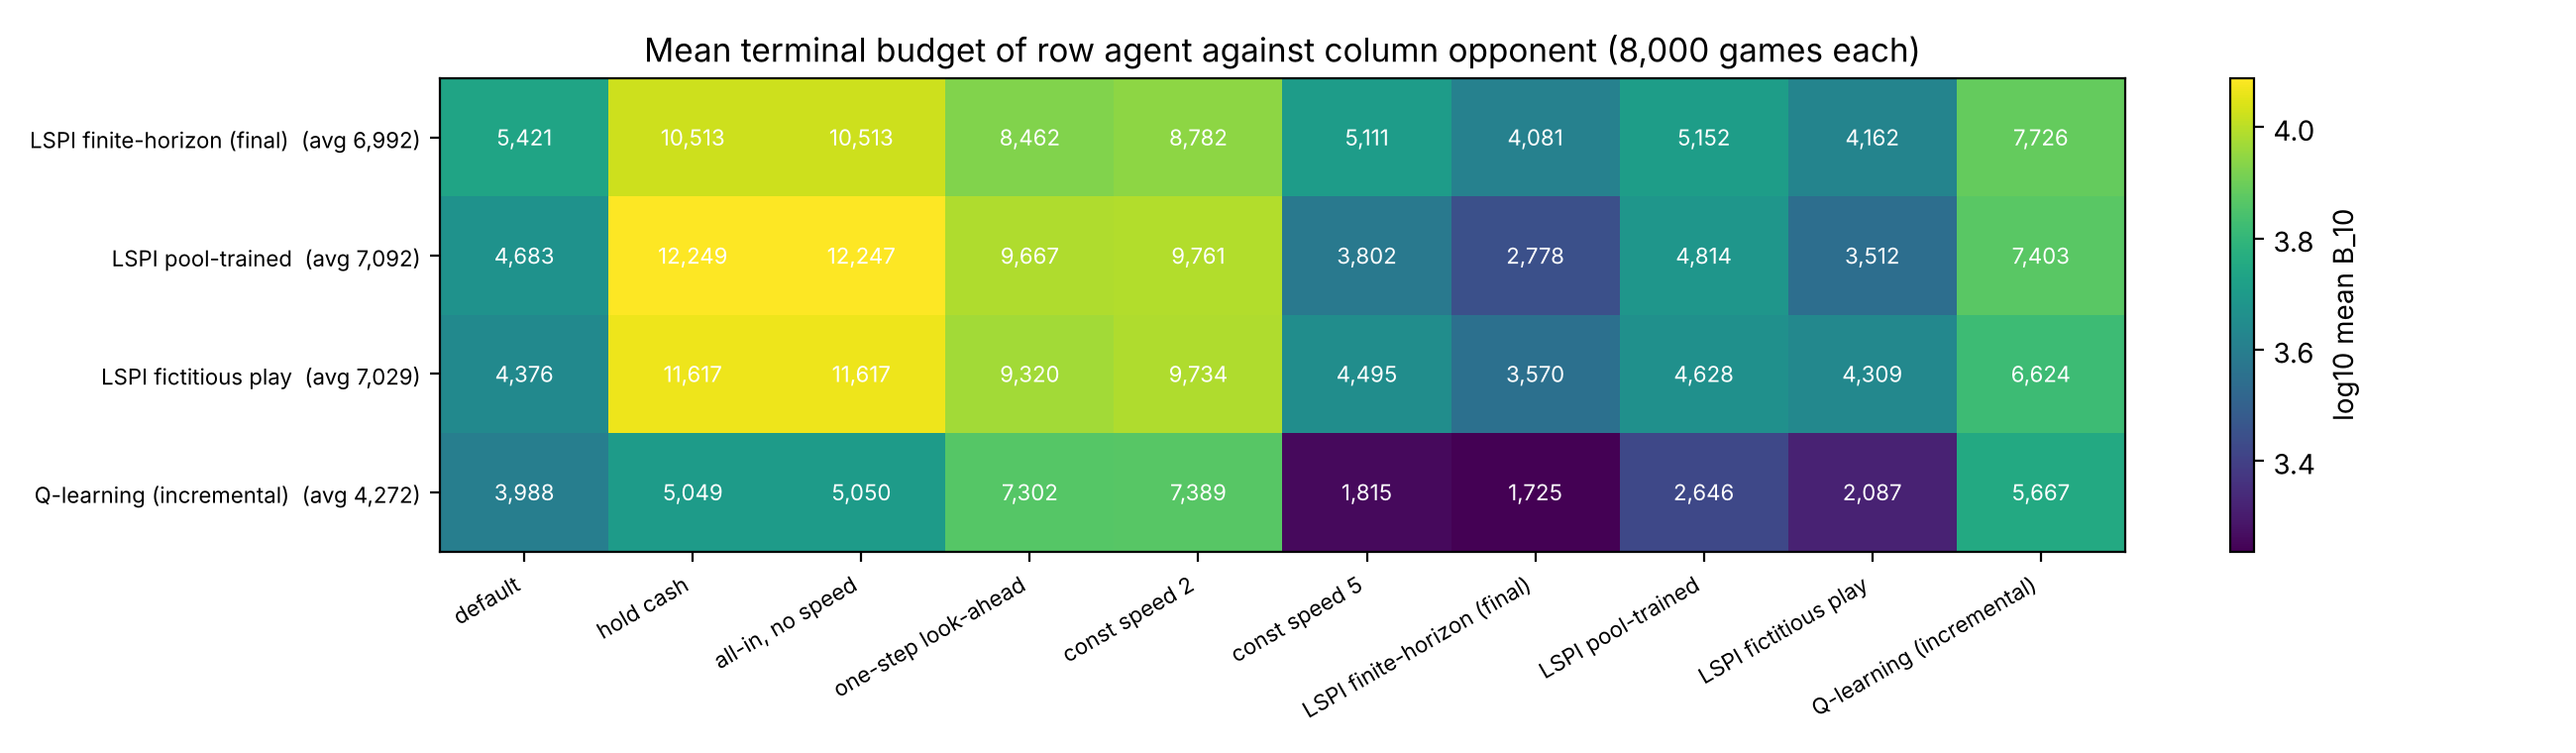 Mean terminal budget of row agent against column opponent (8,000 games each)
LSPI finite-horizon (final) (avg 6,992) 5,421 10,513 10,513 8,462 8,782 5,111 4,081 5,152 4,162 7,726
LSPI pool-trained (avg 7,092) 4,683 12,249 12,247 9,667 9,761 3,802 2,778 4,814 3,512 7,403
LSPI fictitious play (avg 7,029) 4,376 11,617 11,617 9,320 9,734 4,495 3,570 4,628 4,309 6,624
Q-learning (incremental) (avg 4,272) 3,988 5,049 5,050 7,302 7,389 1,815 1,725 2,646 2,087 5,667
default
hold cash
all-in, no speed
one-step look-ahead
const speed 2
const speed 5
LSPI finite-horizon (final)
LSPI pool-trained
LSPI fictitious play
Q-learning (incremental)
4.0
3.8
3.6
3.4
log10 mean B_10